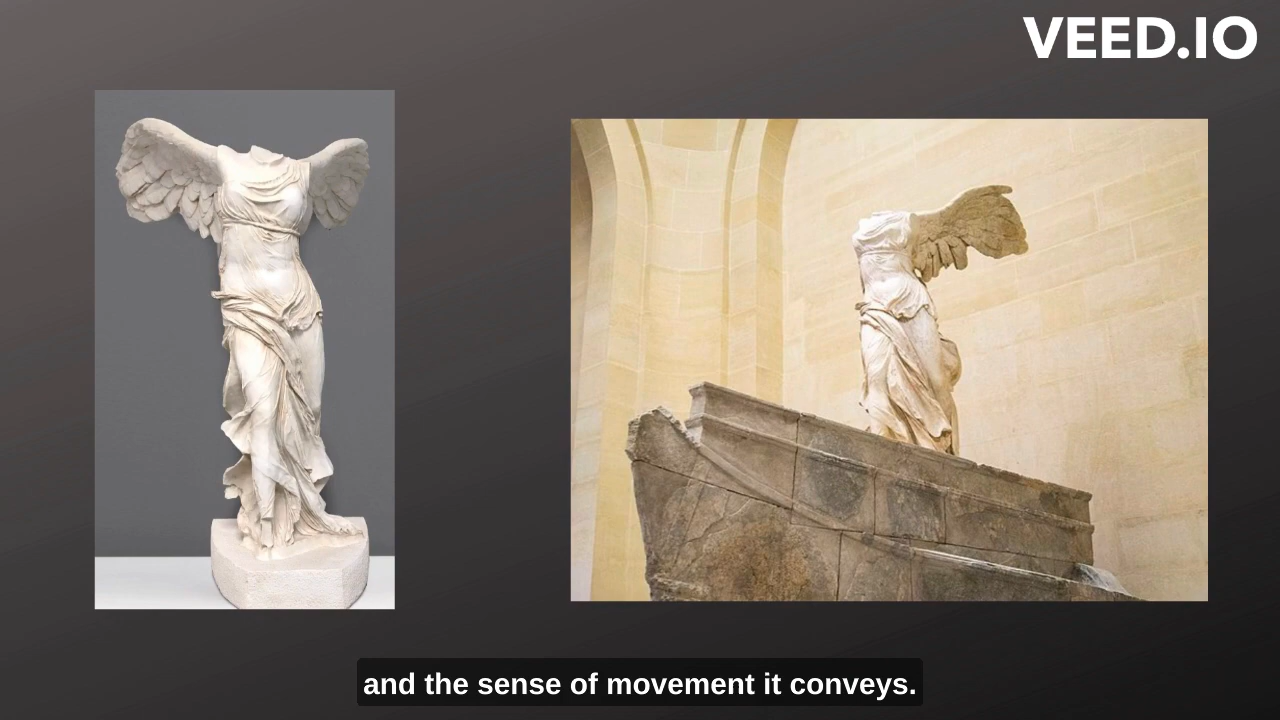 VEED.IO
and the sense of movement it conveys.